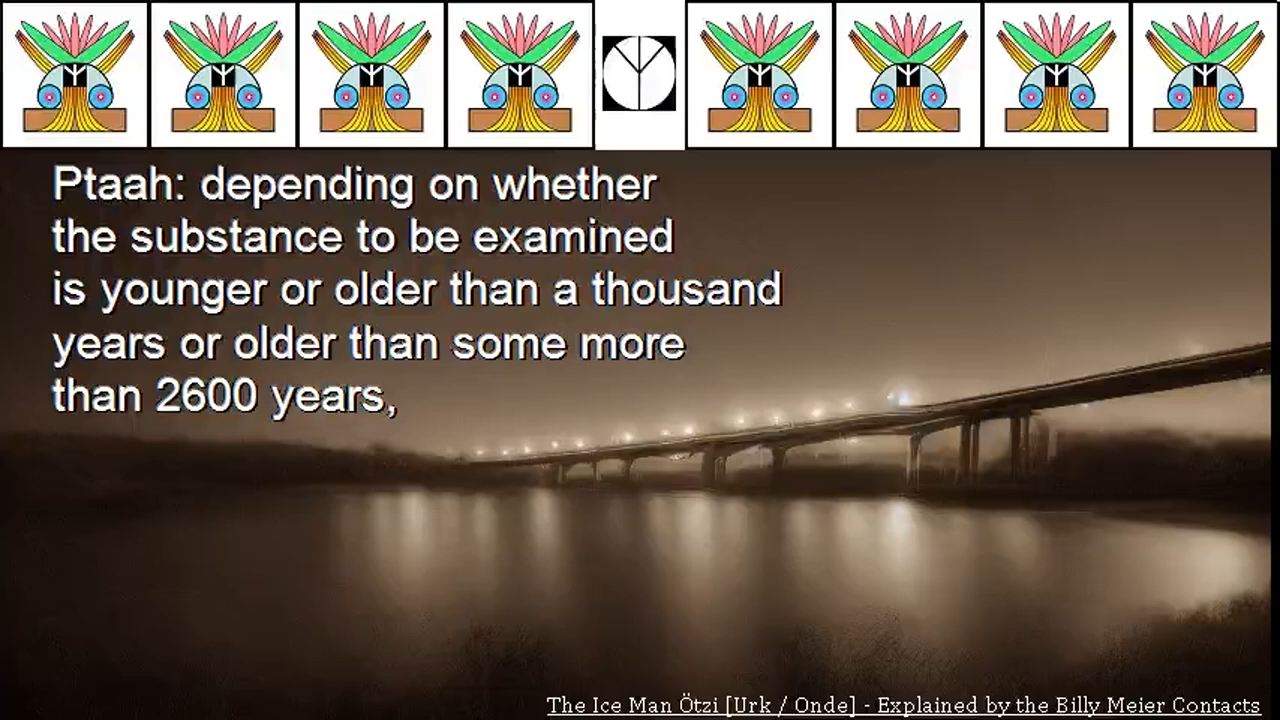 Ptaah: depending on whether
the substance to be examined
is younger or older than a thousand
years or older than some more
than 2600 years,
The Ice Man Ötzi [Urk / Onde] - Explained by the Billy Meier Contacts